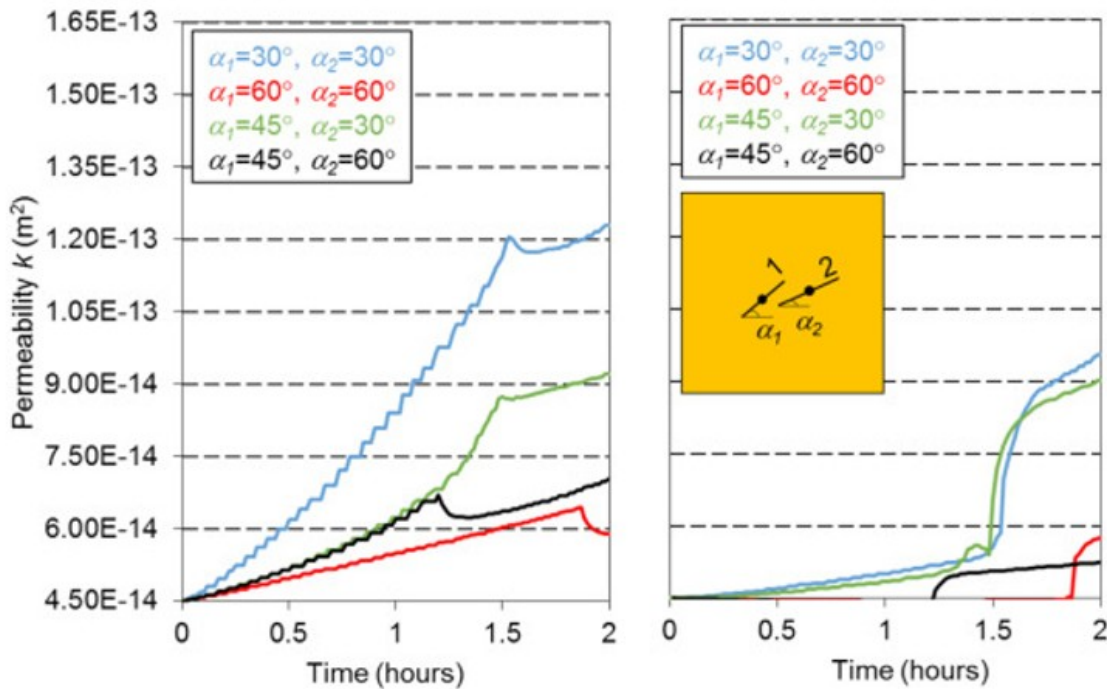 1.65E-13
1.50E-13
1.35E-13
1.20E-13
1.05E-13
9.00E-14
7.50E-14
6.00E-14
4.50E-14
Permeability k (m²)
α₁=30°, α₂=30°
α₁=60°, α₂=60°
α₁=45°, α₂=30°
α₁=45°, α₂=60°
0 0.5 1 1.5 2
Time (hours)
α₁=30°, α₂=30°
α₁=60°, α₂=60°
α₁=45°, α₂=30°
α₁=45°, α₂=60°
1 2
α₁ α₂
0 0.5 1 1.5 2
Time (hours)